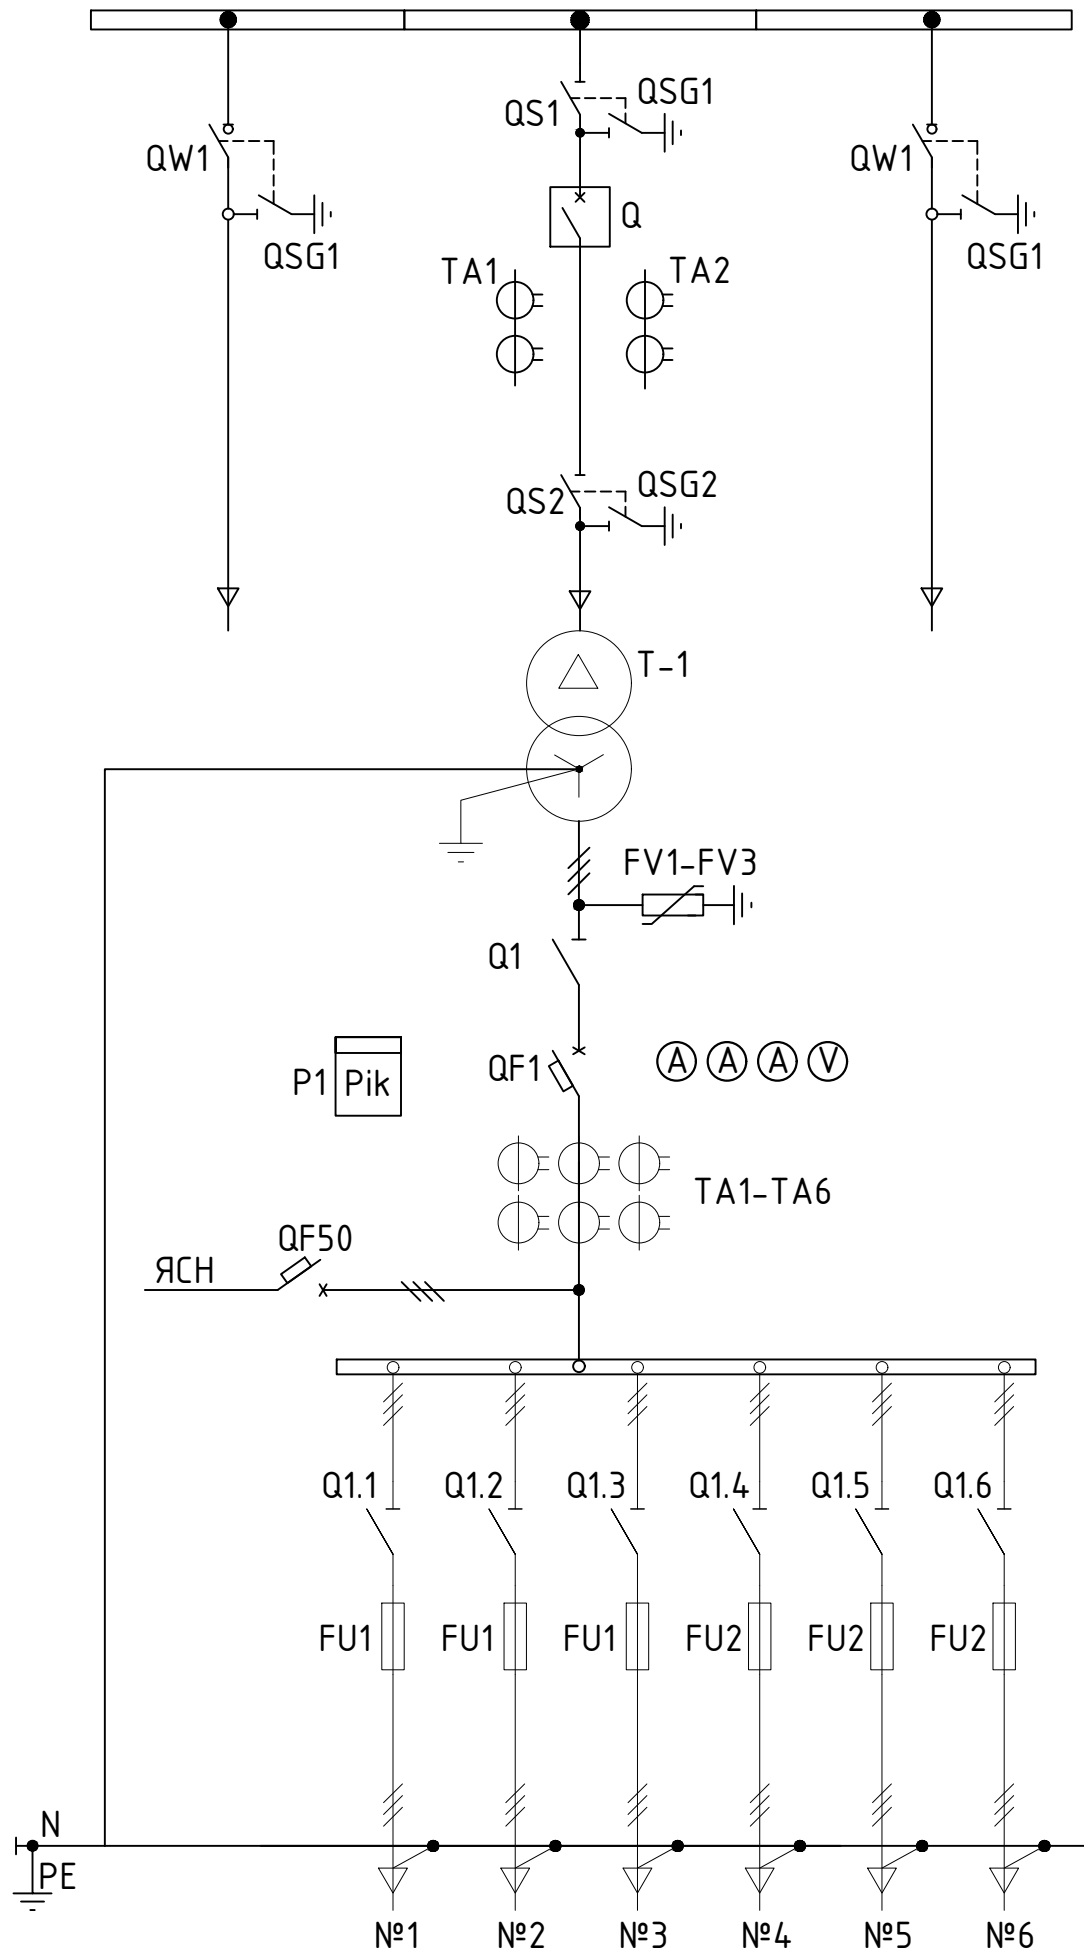 QSG1
QS1
QW1
QW1
Q
QSG1
QSG1
TA1
TA2
QSG2
QS2
T-1
FV1-FV3
Q1
QF1
A A A V
P1
Pik
TA1-TA6
QF50
ЯСН
Q1.1 Q1.2 Q1.3 Q1.4 Q1.5 Q1.6
FU1 FU1 FU1 FU2 FU2 FU2
N
PE
№1 №2 №3 №4 №5 №6